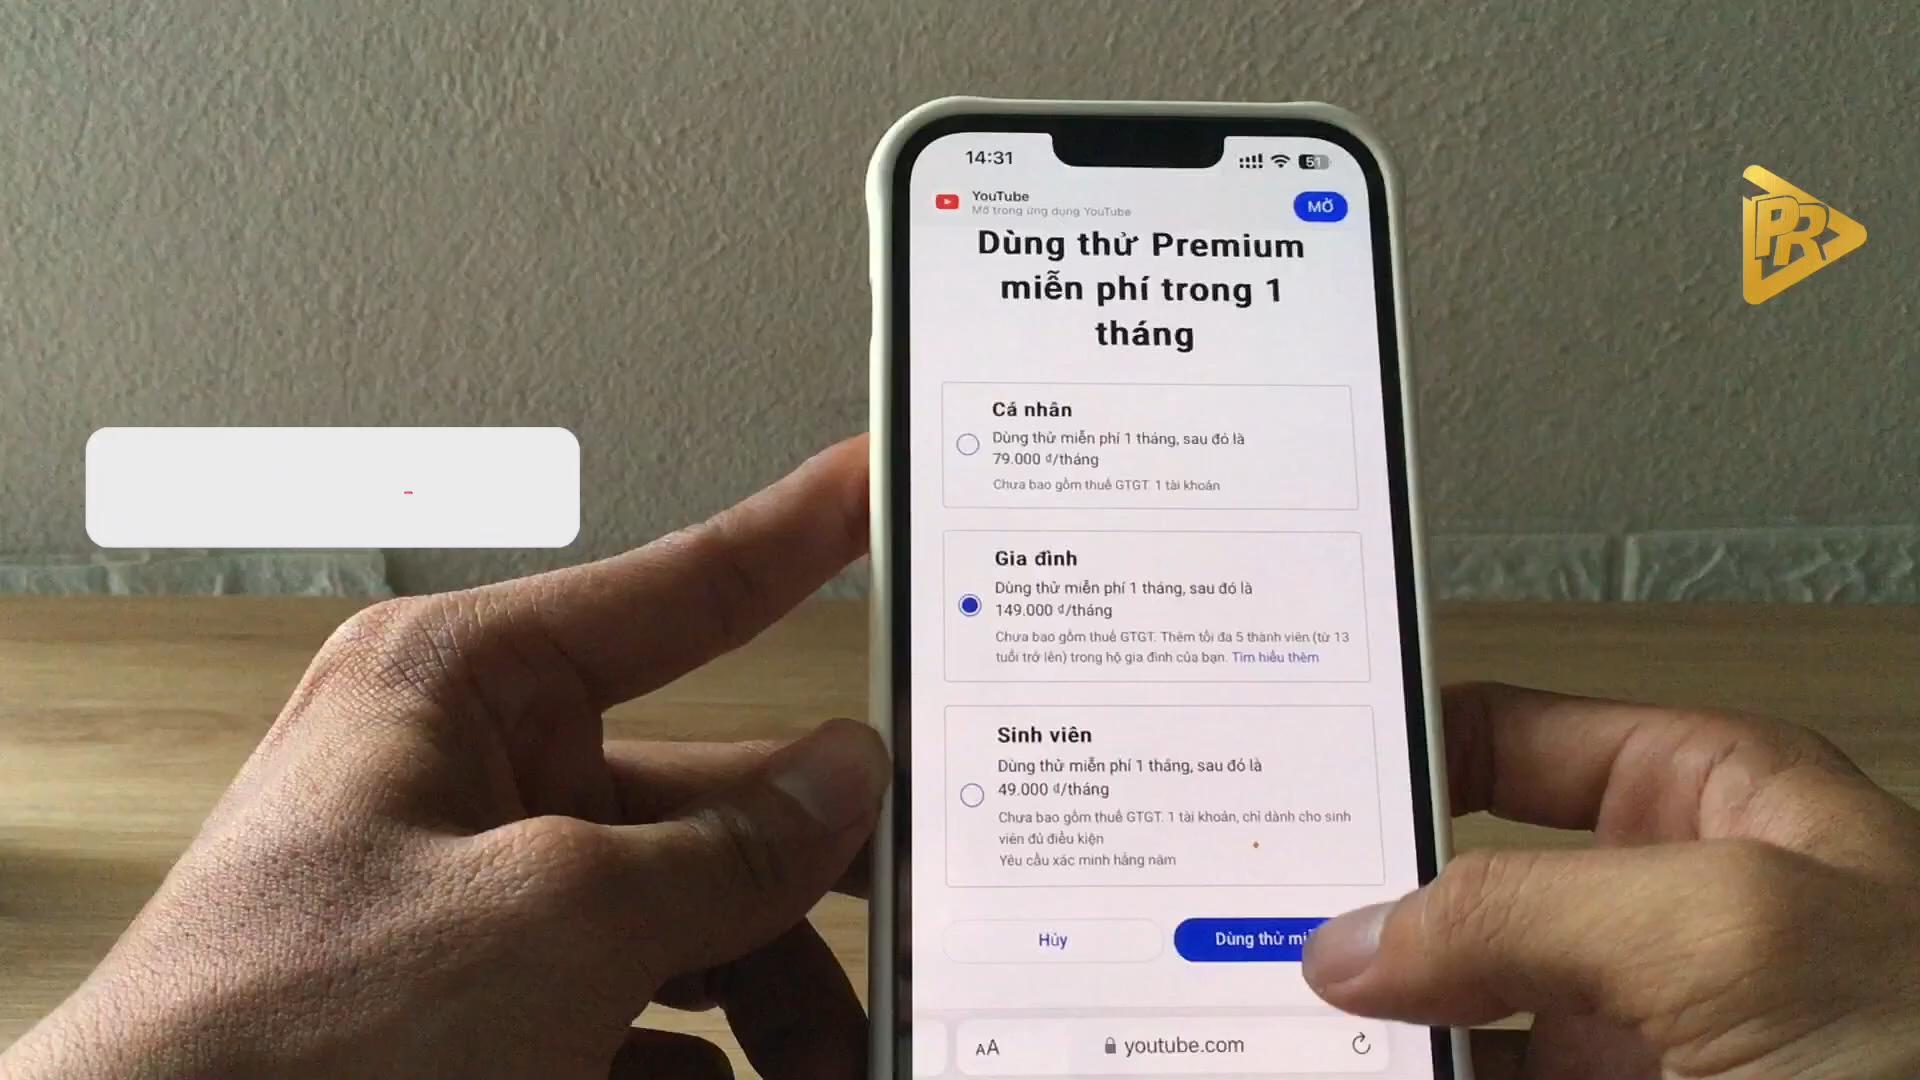 14:31
51
YouTube
Mở trong ứng dụng YouTube
MỞ
Dùng thử Premium
miễn phí trong 1
tháng
Cá nhân
Dùng thử miễn phí 1 tháng, sau đó là
79.000 ₫/tháng
Chưa bao gồm thuế GTGT. 1 tài khoản
Gia đình
Dùng thử miễn phí 1 tháng, sau đó là
149.000 ₫/tháng
Chưa bao gồm thuế GTGT. Thêm tối đa 5 thành viên (từ 13
tuổi trở lên) trong hộ gia đình của bạn. Tìm hiểu thêm
Sinh viên
Dùng thử miễn phí 1 tháng, sau đó là
49.000 ₫/tháng
Chưa bao gồm thuế GTGT. 1 tài khoản, chỉ dành cho sinh
viên đủ điều kiện
Yêu cầu xác minh hằng năm
Hủy
Dùng thử
AA
youtube.com
PR